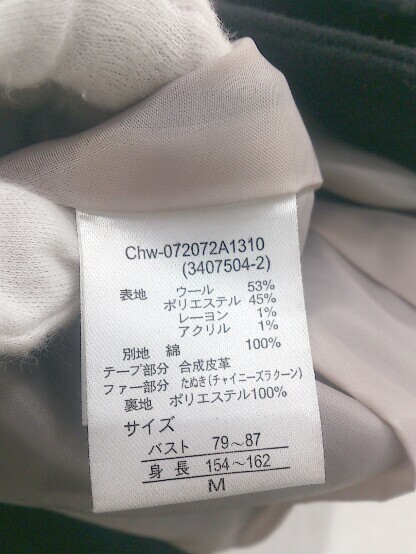 Chw-072072A1310
(3407504-2)
表地 ウール 53%
ポリエステル 45%
レーヨン 1%
アクリル 1%
別地 綿 100%
テープ部分 合成皮革
ファー部分 たぬき(チャイニーズラクーン)
裏地 ポリエステル100%
サイズ
バスト 79～87
身長 154～162
M